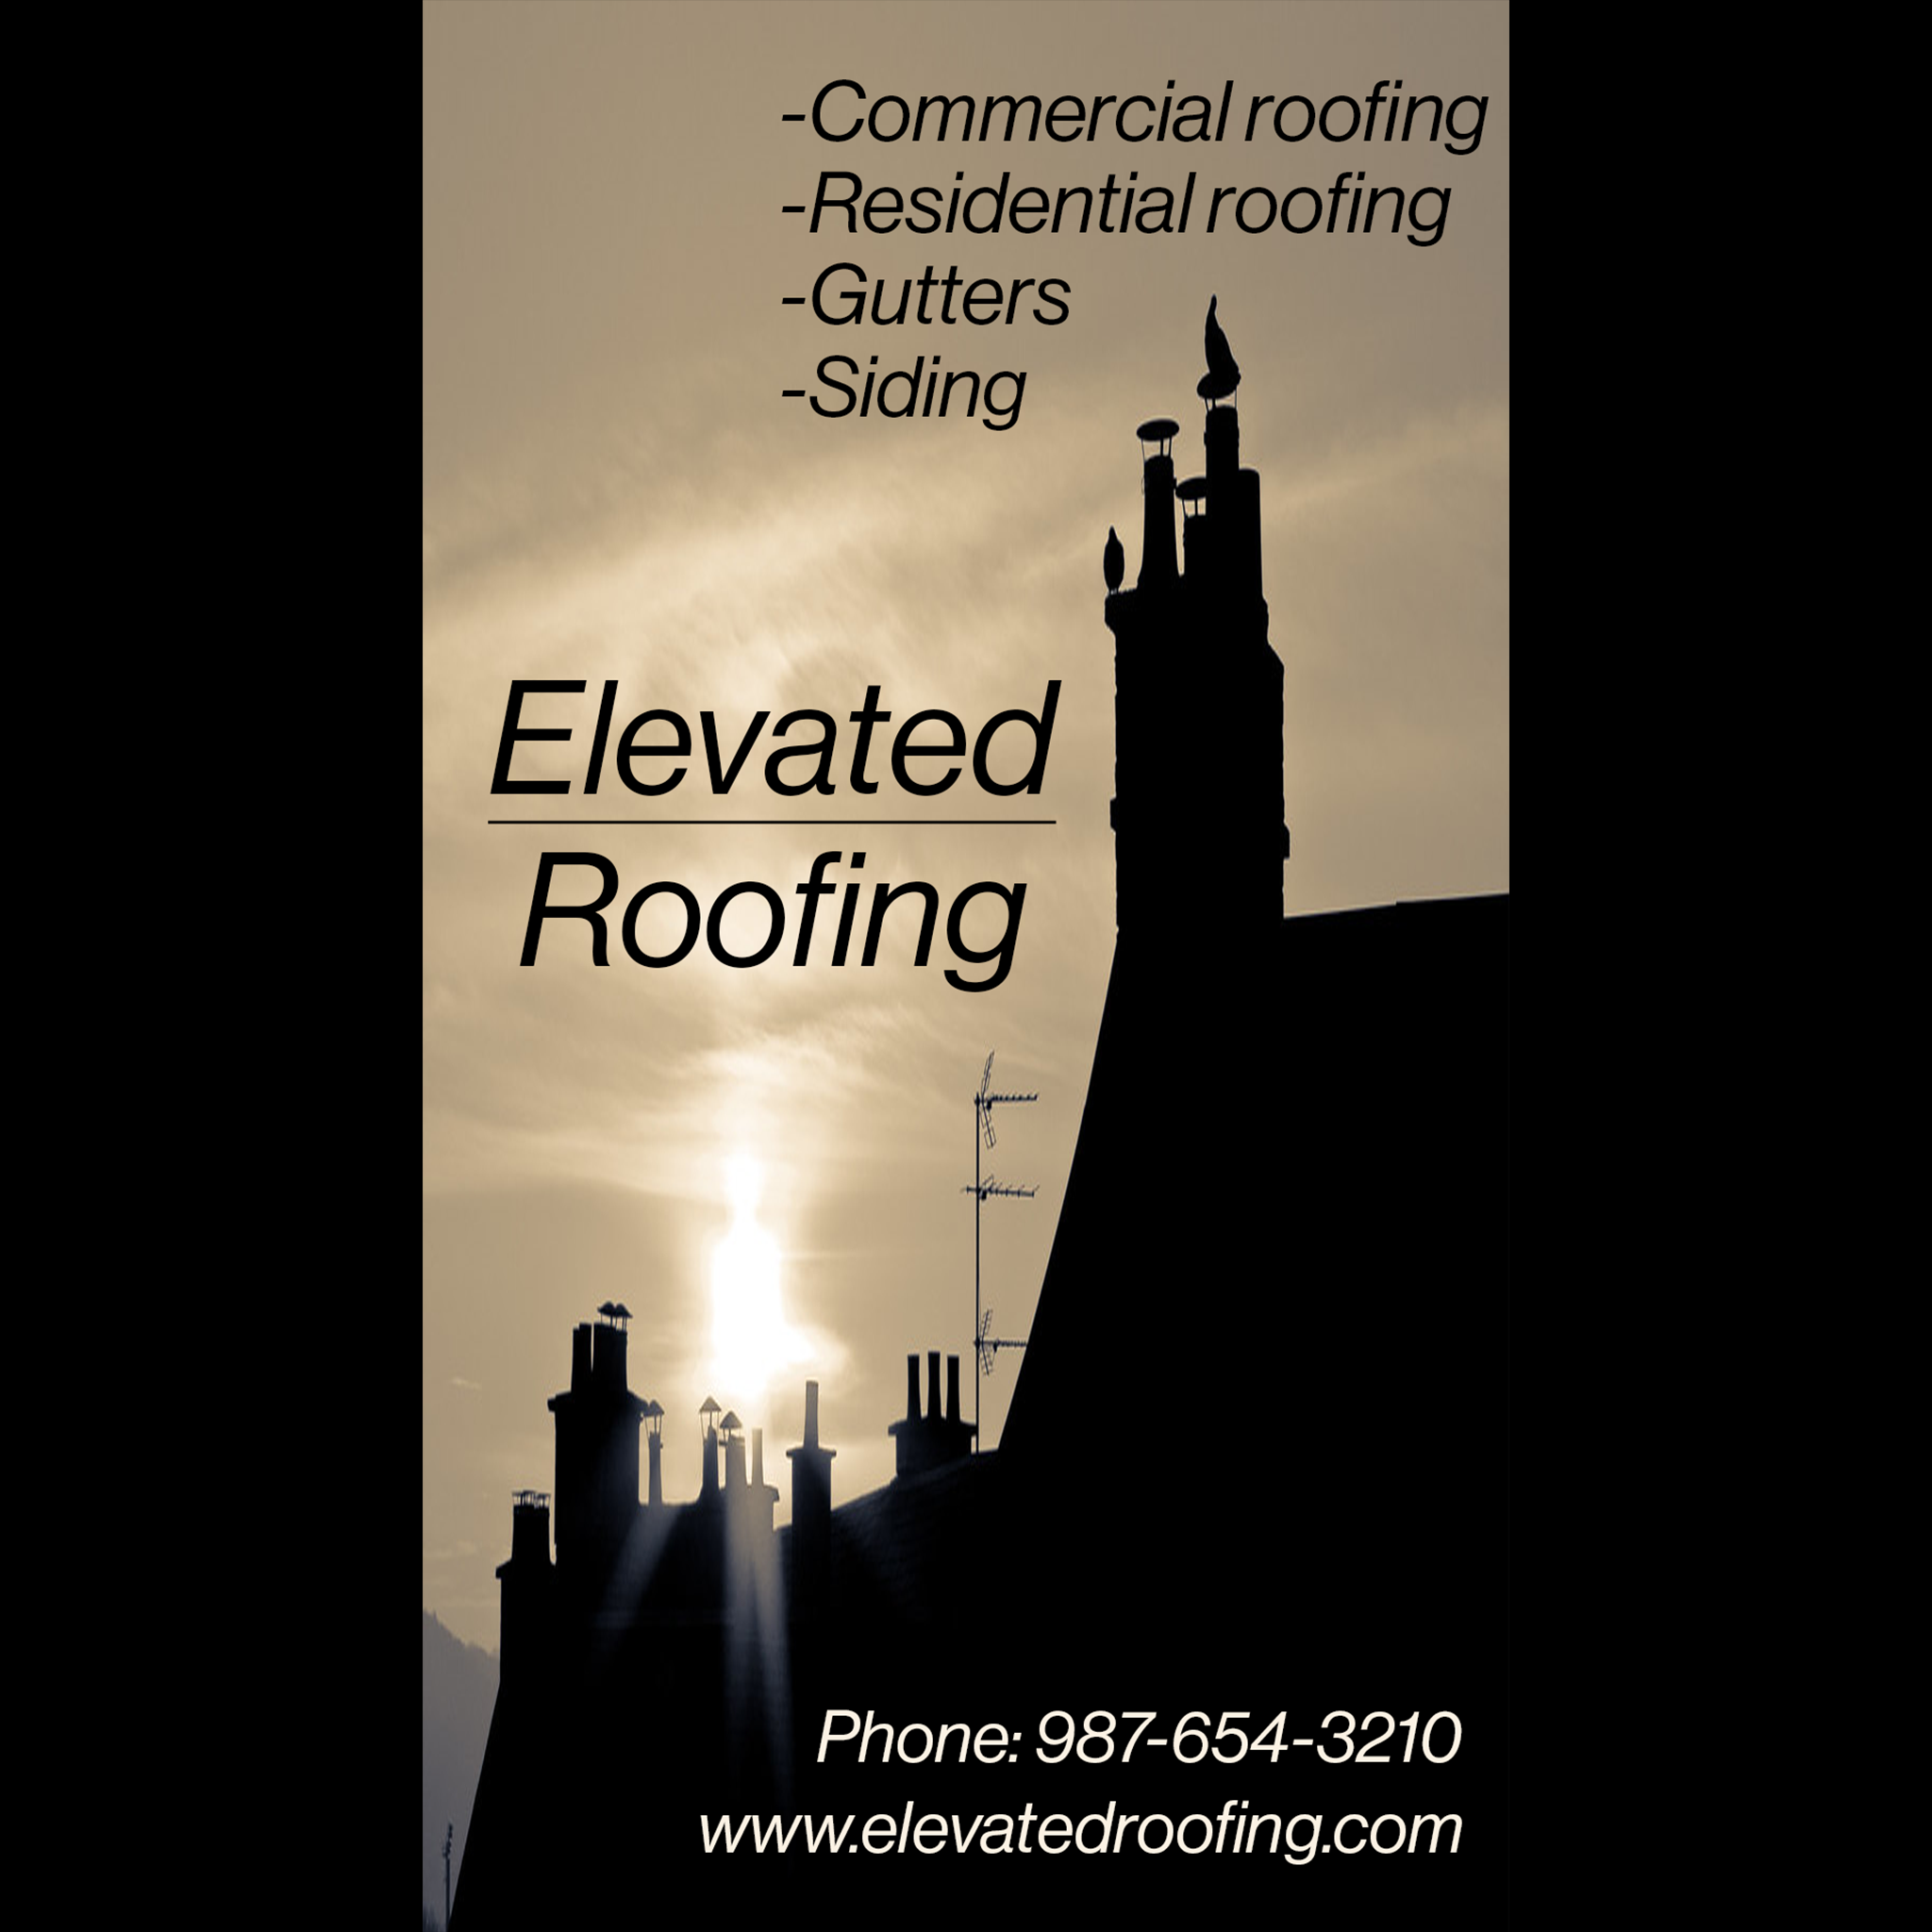 -Commercial roofing
-Residential roofing
-Gutters
-Siding
Elevated
Roofing
Phone: 987-654-3210
www.elevatedroofing.com